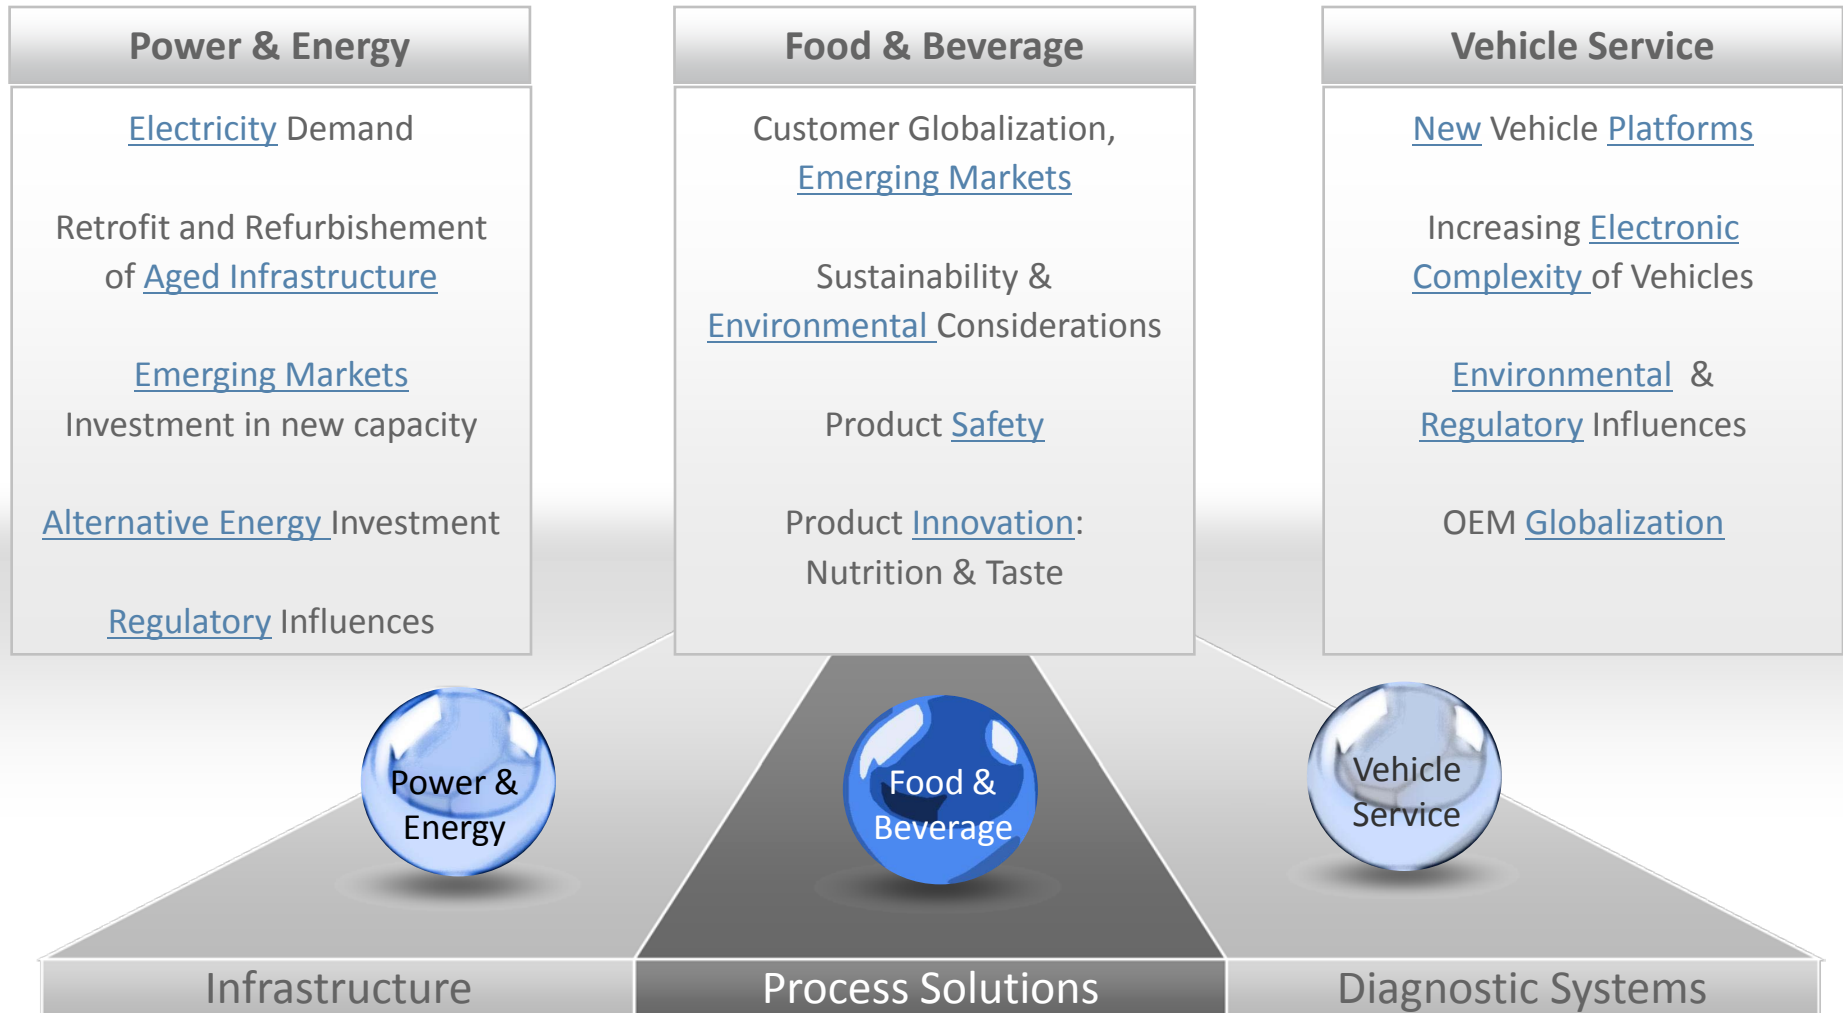 Power & Energy
Electricity Demand
Retrofit and Refurbishement
of Aged Infrastructure
Emerging Markets
Investment in new capacity
Alternative Energy Investment
Regulatory Influences
Food & Beverage
Customer Globalization,
Emerging Markets
Sustainability &
Environmental Considerations
Product Safety
Product Innovation:
Nutrition & Taste
Vehicle Service
New Vehicle Platforms
Increasing Electronic
Complexity of Vehicles
Environmental &
Regulatory Influences
OEM Globalization
Power &
Energy
Food &
Beverage
Vehicle
Service
Infrastructure
Process Solutions
Diagnostic Systems